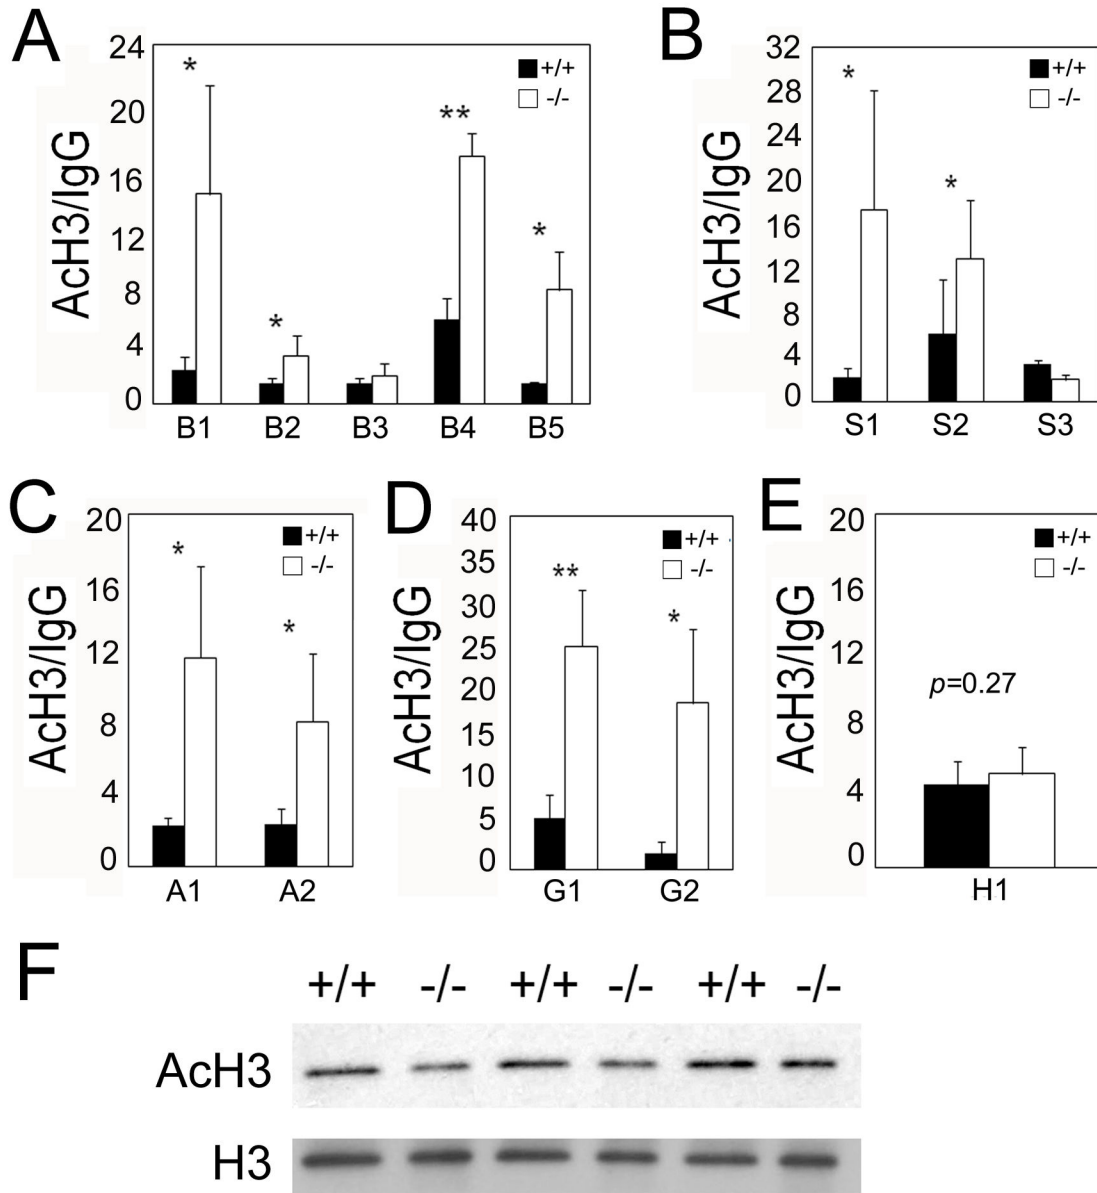 A
AcH3/IgG
24
20
16
12
8
4
0
*
*
**
*
+/+
-/-
B1 B2 B3 B4 B5
B
AcH3/IgG
32
28
24
20
16
12
8
4
0
*
*
+/+
-/-
S1 S2 S3
C
AcH3/IgG
20
16
12
8
4
0
*
*
+/+
-/-
A1 A2
D
AcH3/IgG
40
35
30
25
20
15
10
5
0
**
*
+/+
-/-
G1 G2
E
AcH3/IgG
20
16
12
8
4
0
+/+
-/-
p=0.27
H1
F
+/+ -/- +/+ -/- +/+ -/-
AcH3
H3